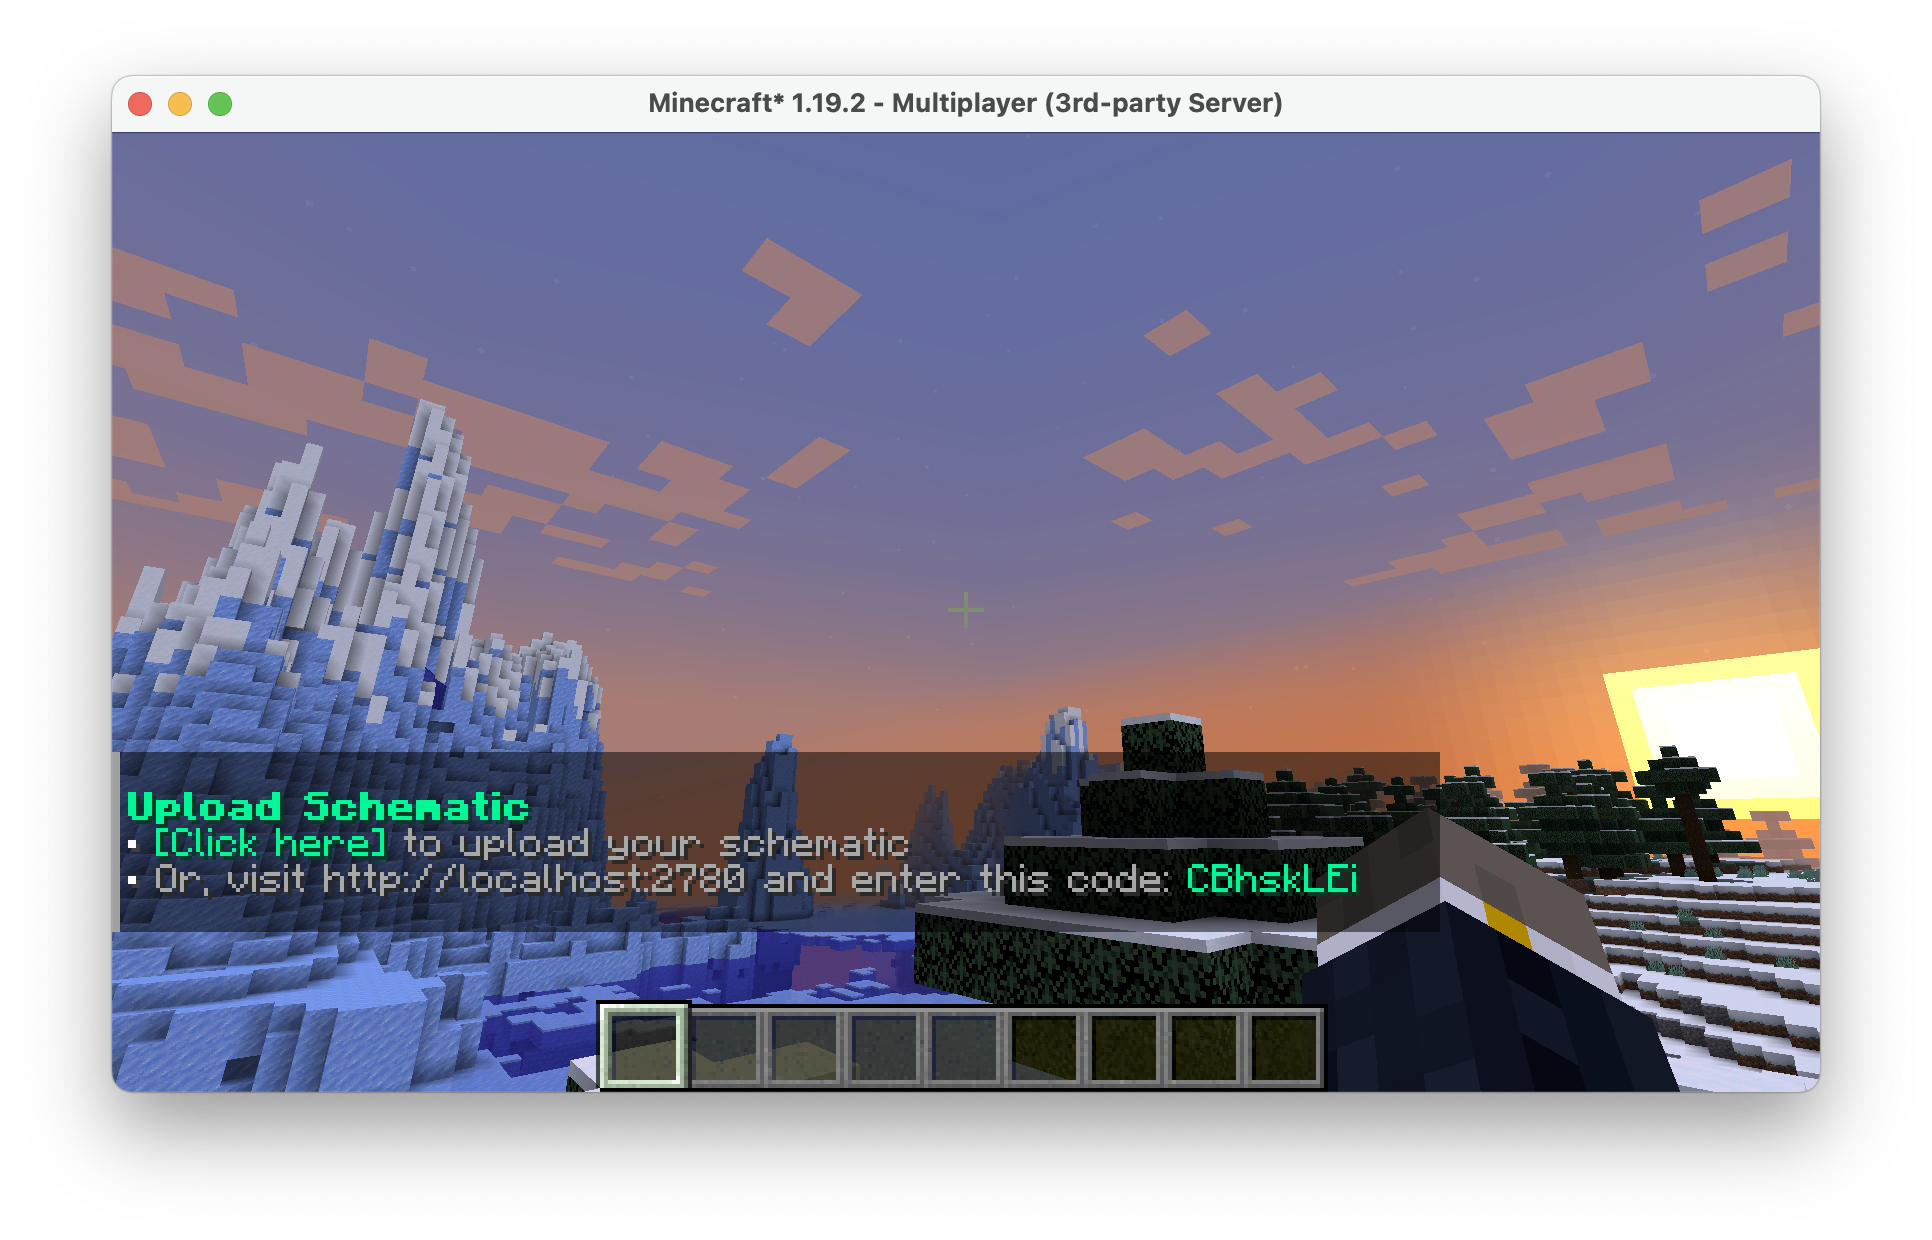 Minecraft* 1.19.2 - Multiplayer (3rd-party Server)
Upload Schematic
• [Click here] to upload your schematic
• Or, visit http://localhost:2780 and enter this code: CBhskLEi